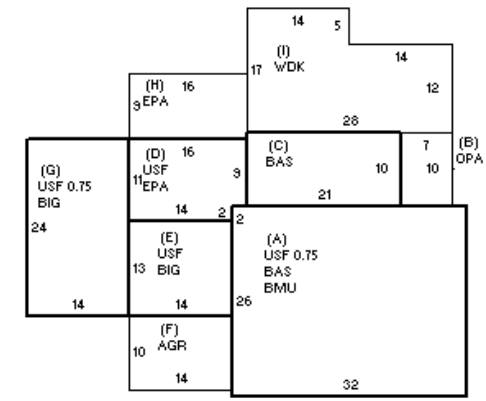 14
5
(I)
WDK
14
17
12
28
(H)
EPA
16
9
(D)
USF
EPA
16
11
9
14
2
(C)
BAS
10
21
7
(B)
OPA
10
(G)
USF 0.75
BIG
24
14
(E)
USF
BIG
13
14
2
(A)
USF 0.75
BAS
BMU
26
32
(F)
AGR
10
14